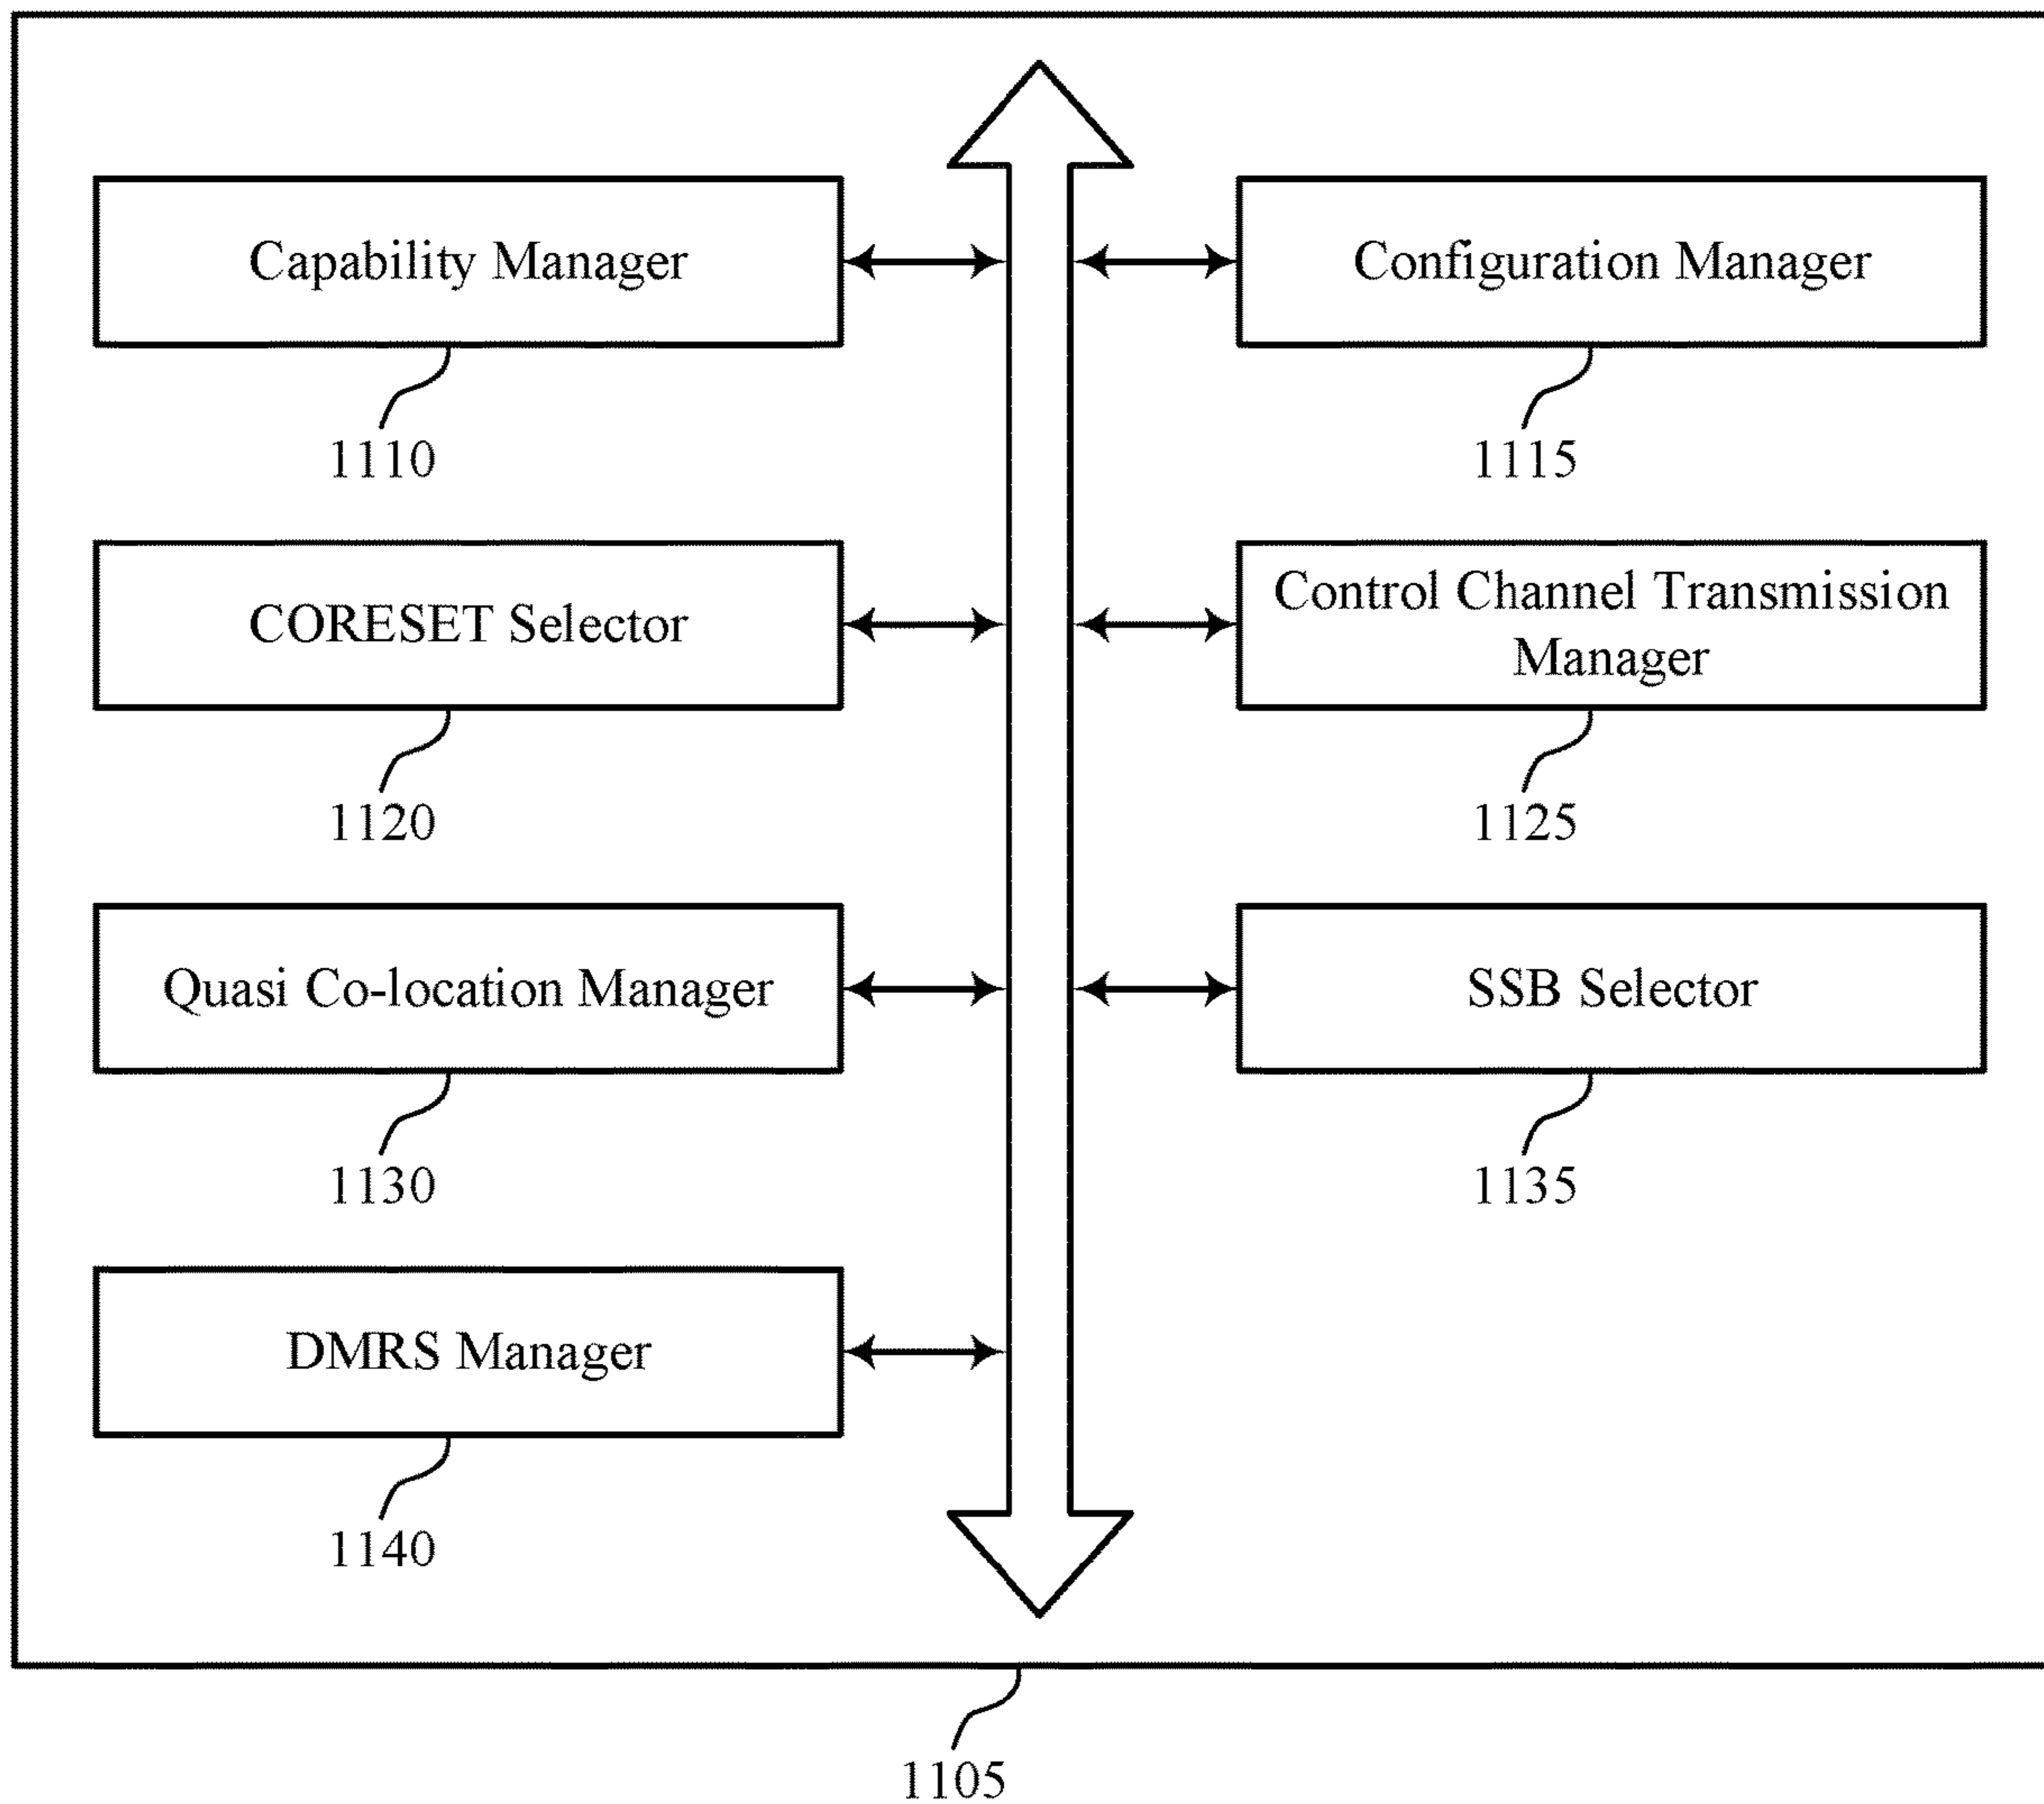 Capability Manager
Configuration Manager
1110
1115
CORESET Selector
Control Channel Transmission
Manager
1120
1125
Quasi Co-location Manager
SSB Selector
1130
1135
DMRS Manager
1140
1105